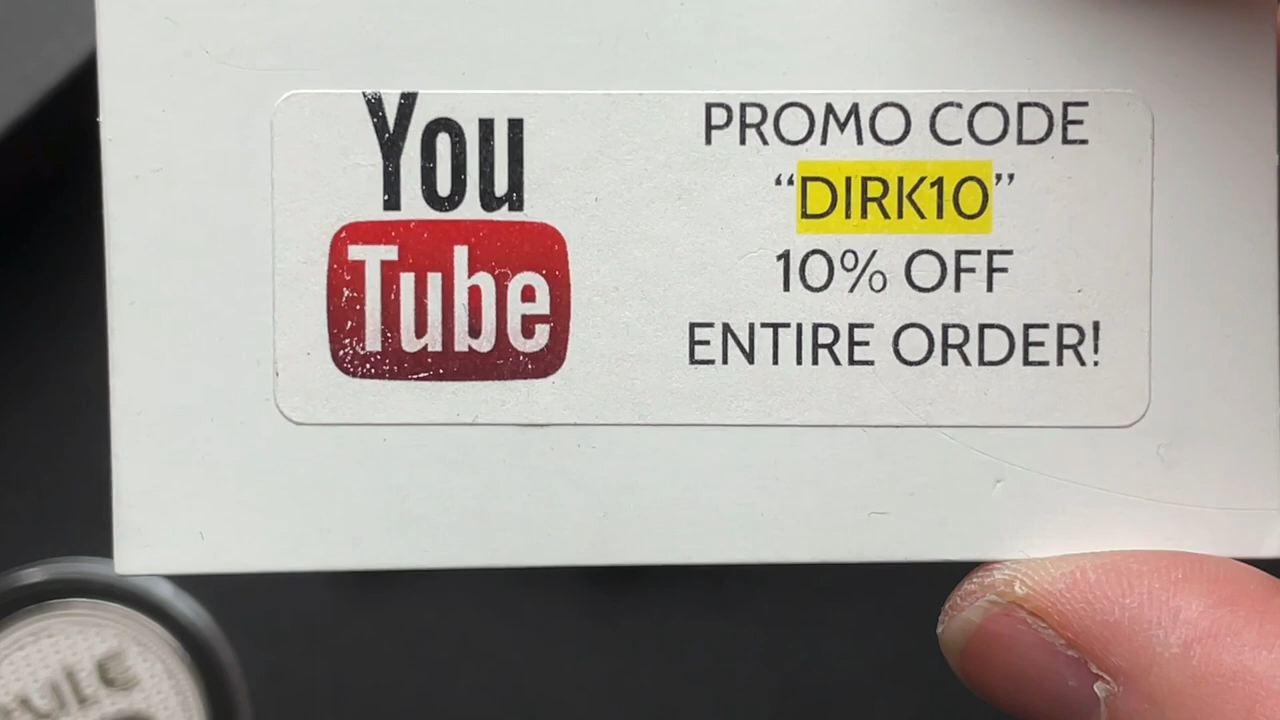 You
Tube
PROMO CODE
“DIRK10”
10% OFF
ENTIRE ORDER!